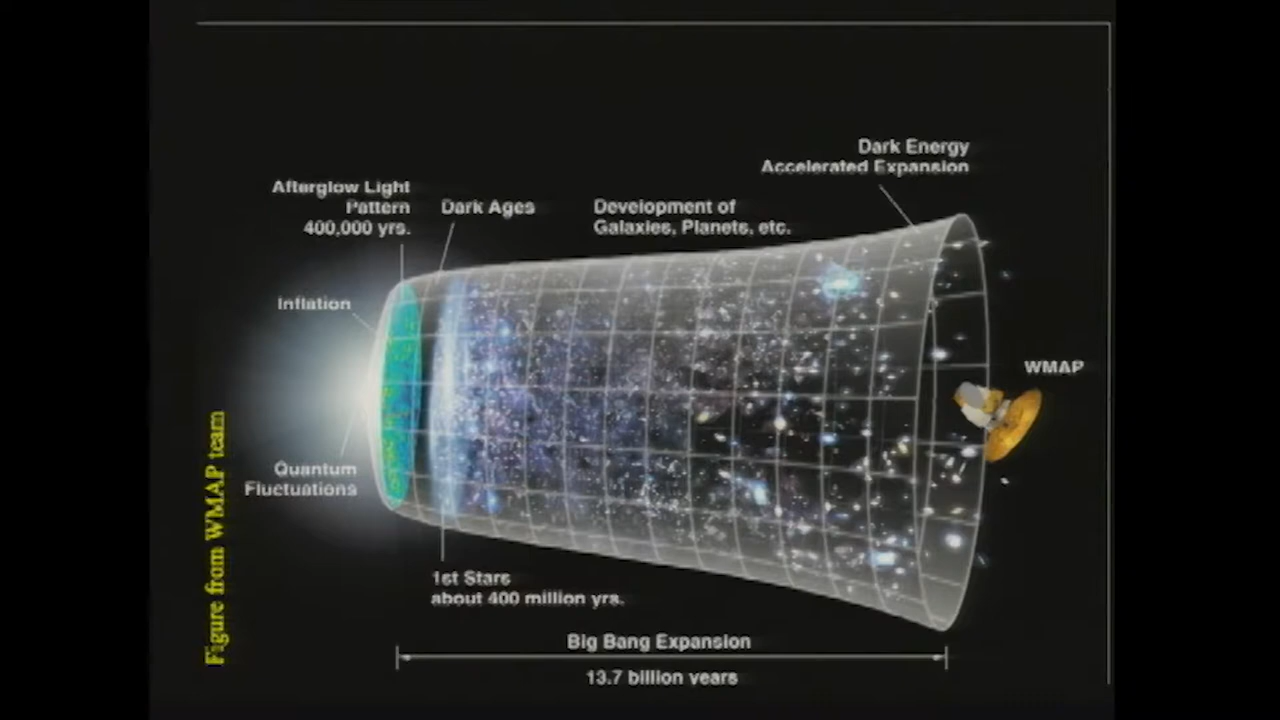 Dark Energy
Accelerated Expansion
Afterglow Light
Pattern
400,000 yrs.
Dark Ages
Development of
Galaxies, Planets, etc.
Inflation
WMAP
Quantum
Fluctuations
Figure from WMAP team
1st Stars
about 400 million yrs.
Big Bang Expansion
13.7 billion years